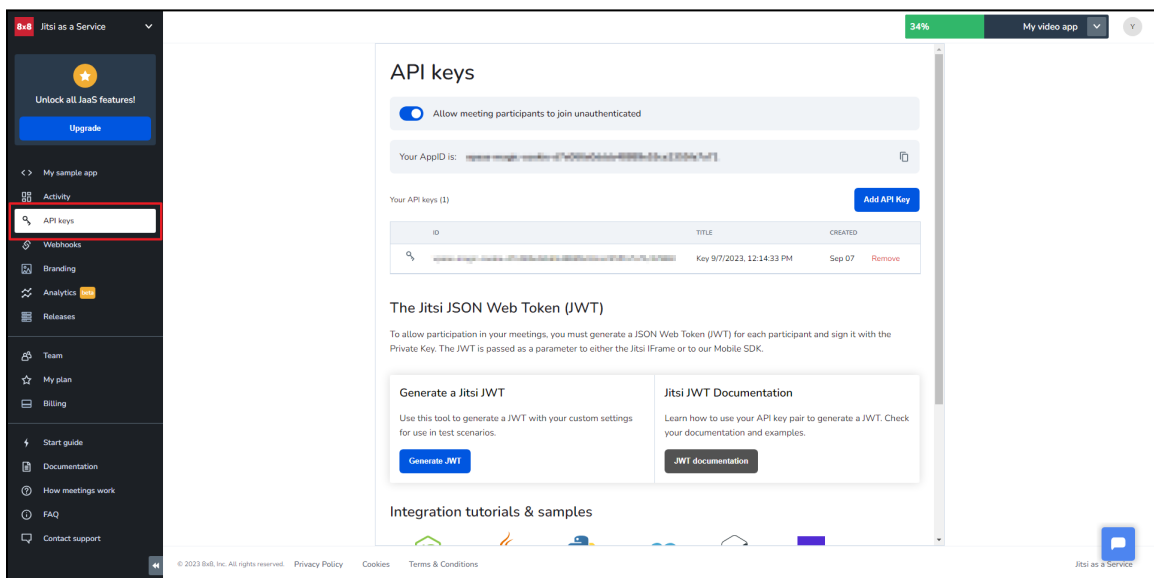 8x8 Jitsi as a Service
34%
My video app
Y
Unlock all JaaS features!
Upgrade
My sample app
Activity
API keys
Webhooks
Branding
Analytics beta
Releases
Team
My plan
Billing
Start guide
Documentation
How meetings work
FAQ
Contact support
API keys
Allow meeting participants to join unauthenticated
Your AppID is:
Your API keys (1)
Add API Key
ID TITLE CREATED
Key 9/7/2023, 12:14:33 PM Sep 07 Remove
The Jitsi JSON Web Token (JWT)
To allow participation in your meetings, you must generate a JSON Web Token (JWT) for each participant and sign it with the
Private Key. The JWT is passed as a parameter to either the Jitsi IFrame or to our Mobile SDK.
Generate a Jitsi JWT
Use this tool to generate a JWT with your custom settings
for use in test scenarios.
Generate JWT
Jitsi JWT Documentation
Learn how to use your API key pair to generate a JWT. Check
your documentation and examples.
JWT documentation
Integration tutorials & samples
© 2023 8x8, Inc. All rights reserved. Privacy Policy Cookies Terms & Conditions
Jitsi as a Service